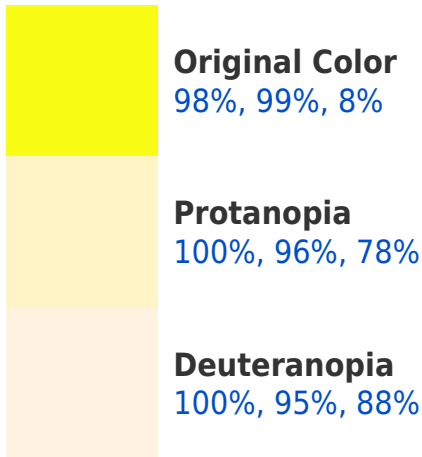 Original Color
98%, 99%, 8%
Protanopia
100%, 96%, 78%
Deuteranopia
100%, 95%, 88%